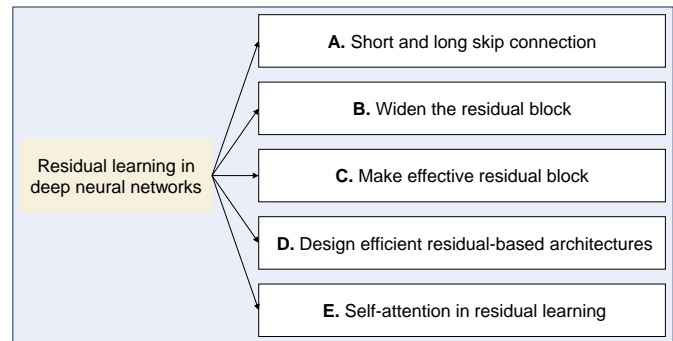 A. Short and long skip connection
B. Widen the residual block
Residual learning in
deep neural networks
C. Make effective residual block
D. Design efficient residual-based architectures
E. Self-attention in residual learning